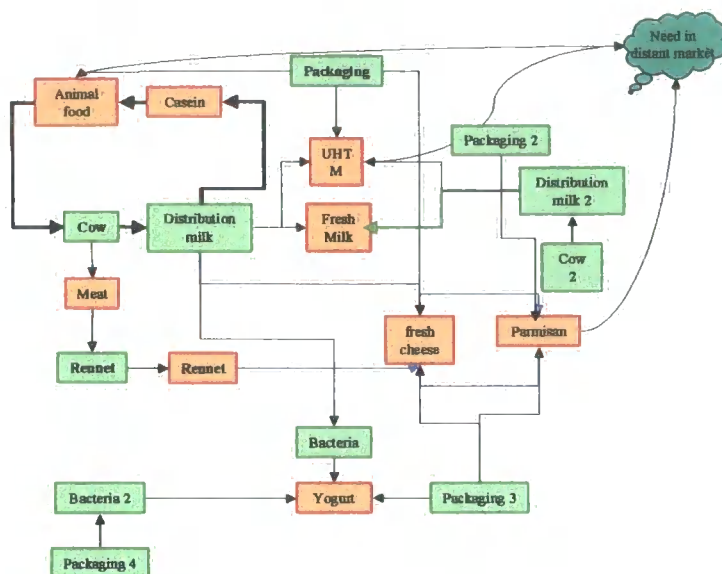 Need in
distant market
Packaging
Animal
food
Casein
Packaging 2
UHT
M
Distribution
milk 2
Cow
Distribution
milk
Fresh
Milk
Cow
2
Meat
fresh
cheese
Parmisan
Rennet
Rennet
Bacteria
Bacteria 2
Yogurt
Packaging 3
Packaging 4